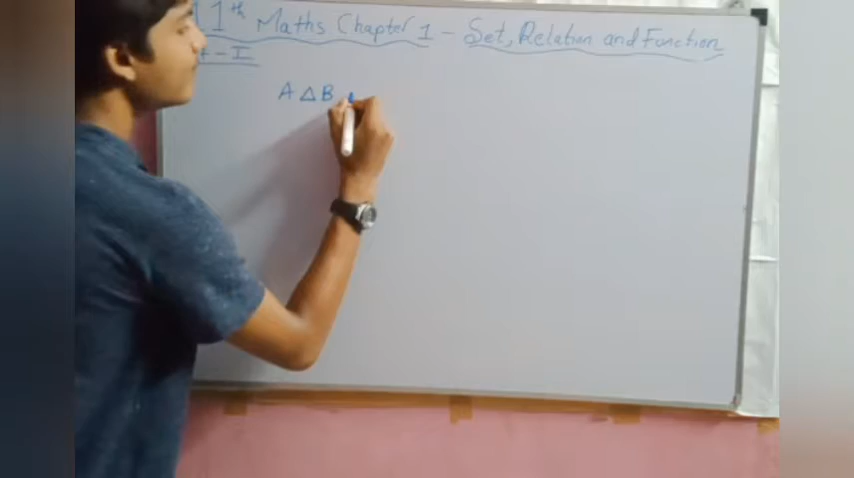 11th Maths Chapter 1 - Set, Relation and Function
- I
A △ B